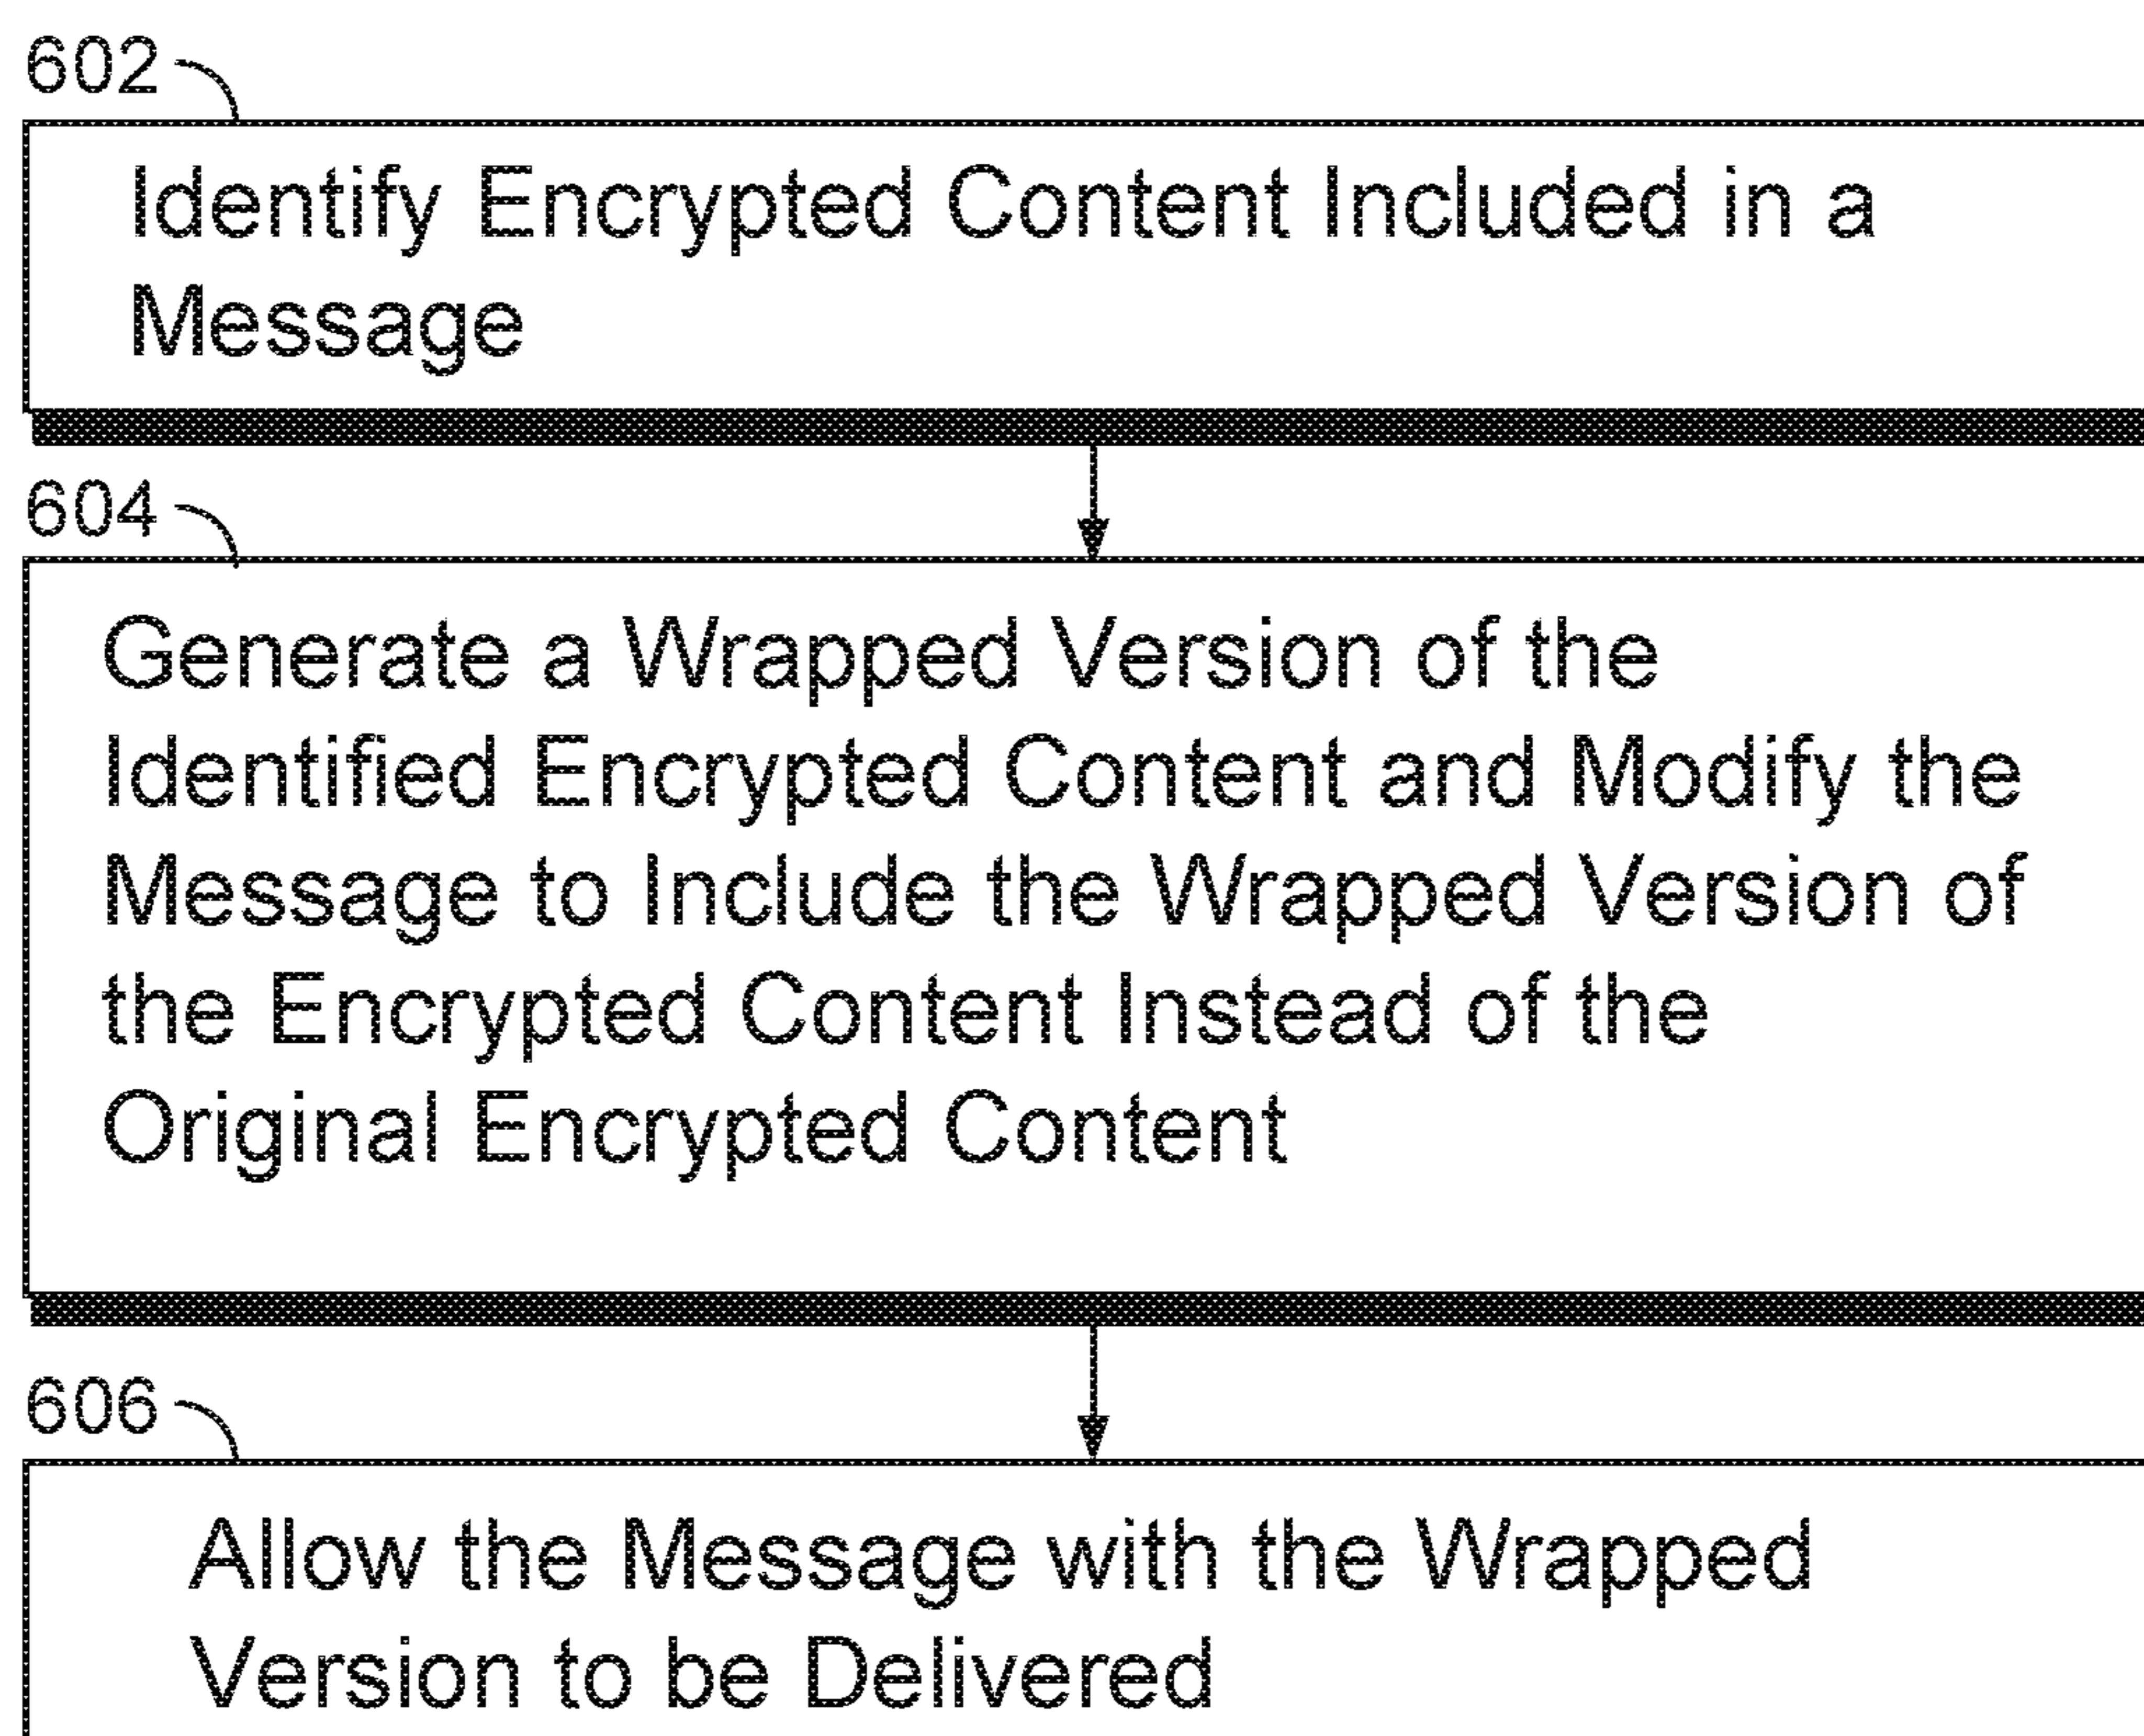 602
Identify Encrypted Content Included in a
Message
604
Generate a Wrapped Version of the
Identified Encrypted Content and Modify the
Message to Include the Wrapped Version of
the Encrypted Content Instead of the
Original Encrypted Content
606
Allow the Message with the Wrapped
Version to be Delivered